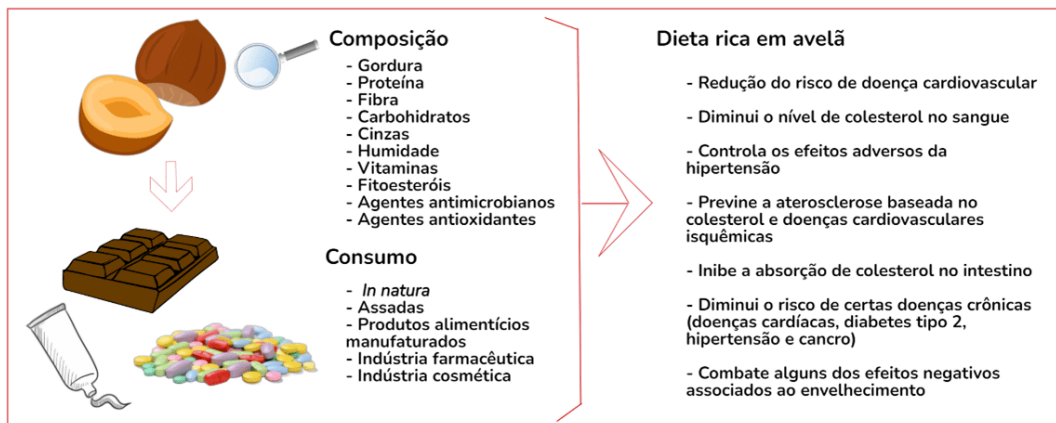 Composição
- Gordura
- Proteína
- Fibra
- Carbohidratos
- Cinzas
- Humidade
- Vitaminas
- Fitoesteróis
- Agentes antimicrobianos
- Agentes antioxidantes
Consumo
- In natura
- Assadas
- Produtos alimentícios
manufaturados
- Indústria farmacêutica
- Indústria cosmética
Dieta rica em avelã
- Redução do risco de doença cardiovascular
- Diminui o nível de colesterol no sangue
- Controla os efeitos adversos da
hipertensão
- Previne a aterosclerose baseada no
colesterol e doenças cardiovasculares
isquêmicas
- Inibe a absorção de colesterol no intestino
- Diminui o risco de certas doenças crônicas
(doenças cardíacas, diabetes tipo 2,
hipertensão e cancro)
- Combate alguns dos efeitos negativos
associados ao envelhecimento